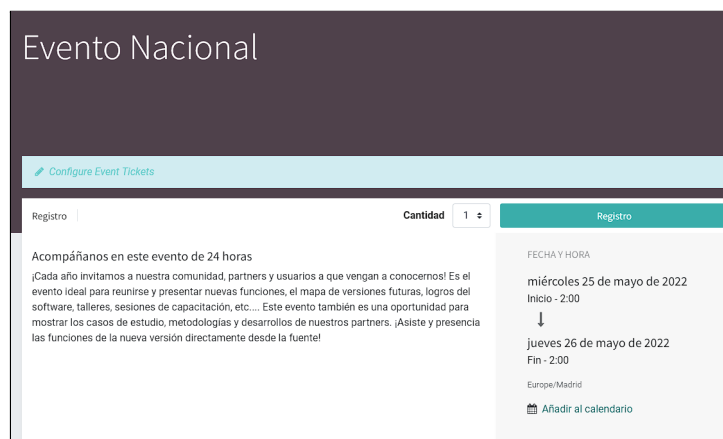 Evento Nacional
Configure Event Tickets
Registro
Cantidad 1
Registro
Acompáñanos en este evento de 24 horas
¡Cada año invitamos a nuestra comunidad, partners y usuarios a que vengan a conocernos! Es el
evento ideal para reunirse y presentar nuevas funciones, el mapa de versiones futuras, logros del
software, talleres, sesiones de capacitación, etc.... Este evento también es una oportunidad para
mostrar los casos de estudio, metodologías y desarrollos de nuestros partners. ¡Asiste y presencia
las funciones de la nueva versión directamente desde la fuente!
FECHA Y HORA
miércoles 25 de mayo de 2022
Inicio - 2:00
jueves 26 de mayo de 2022
Fin - 2:00
Europe/Madrid
Añadir al calendario